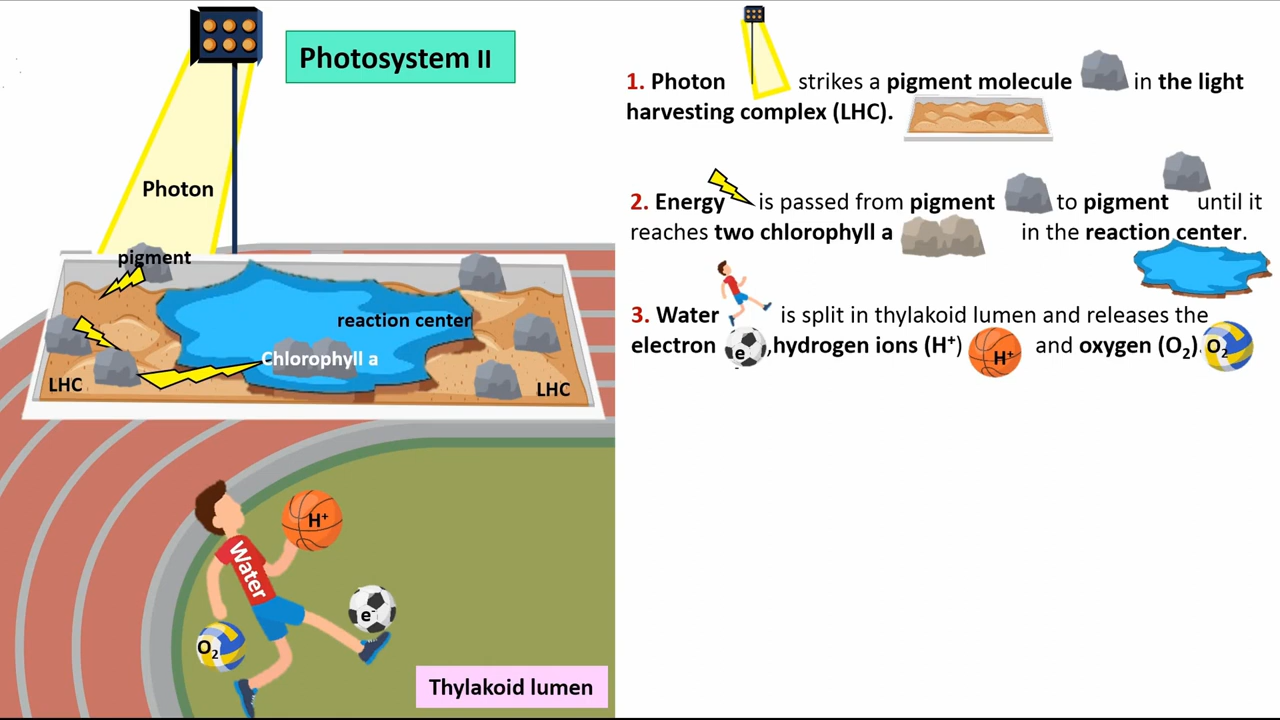 Photosystem II
Photon
pigment
reaction center
Chlorophyll a
LHC
LHC
H⁺
Water
e⁻
O₂
Thylakoid lumen
1. Photon strikes a pigment molecule in the light
harvesting complex (LHC).
2. Energy is passed from pigment to pigment until it
reaches two chlorophyll a in the reaction center.
3. Water is split in thylakoid lumen and releases the
electron e⁻ ,hydrogen ions (H⁺) H⁺ and oxygen (O₂). O₂